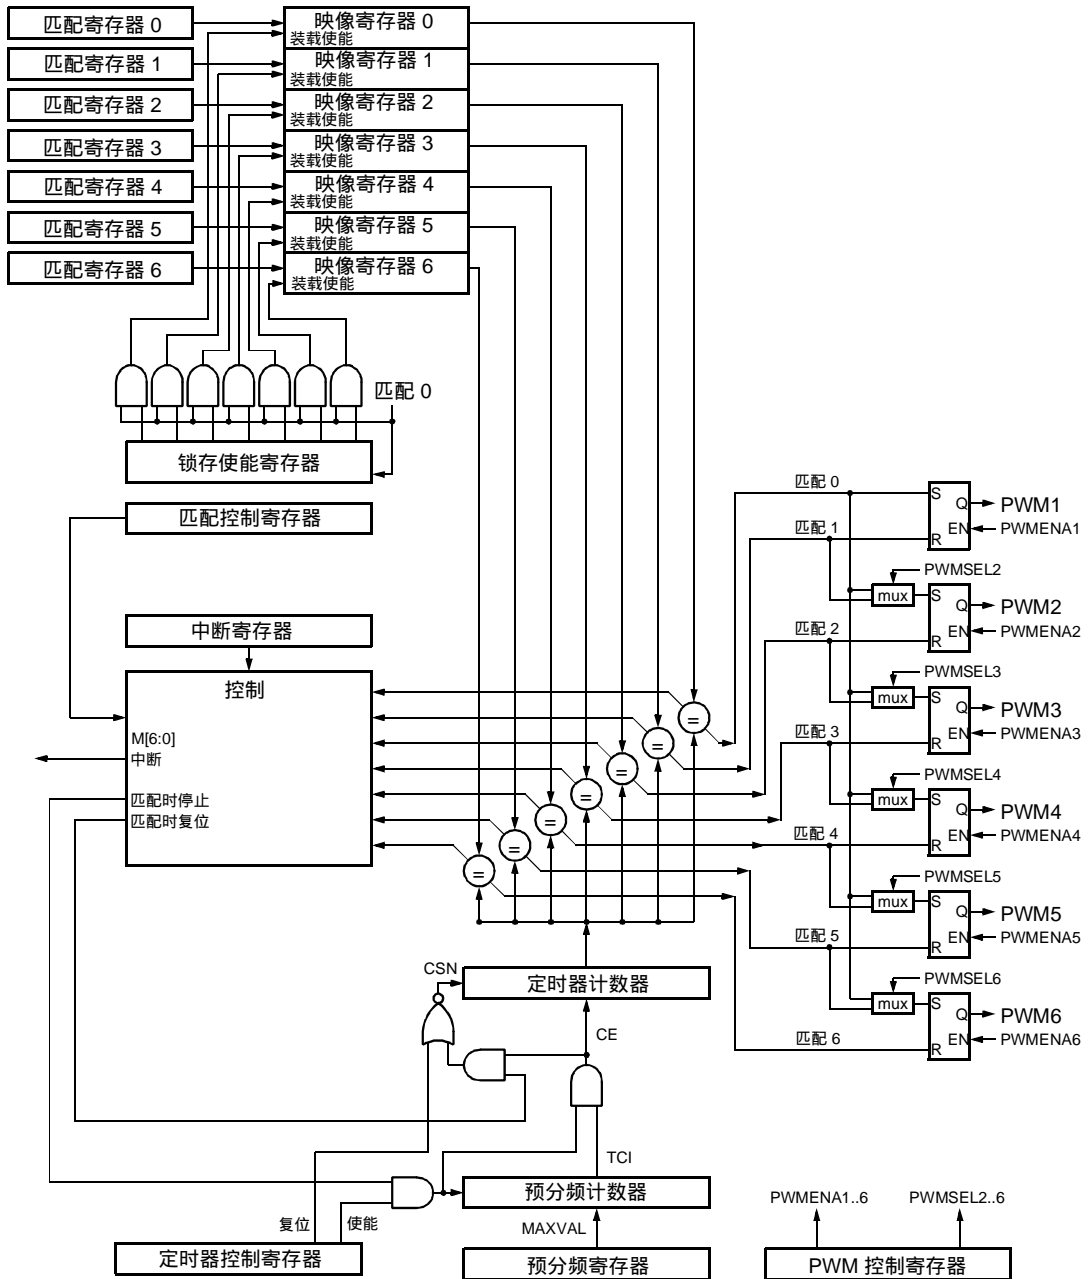 匹配寄存器 0
映像寄存器 0
装载使能
匹配寄存器 1
映像寄存器 1
装载使能
匹配寄存器 2
映像寄存器 2
装载使能
匹配寄存器 3
映像寄存器 3
装载使能
匹配寄存器 4
映像寄存器 4
装载使能
匹配寄存器 5
映像寄存器 5
装载使能
匹配寄存器 6
映像寄存器 6
装载使能
匹配 0
锁存使能寄存器
匹配控制寄存器
中断寄存器
控制
M[6:0]
中断
匹配时停止
匹配时复位
=
=
=
=
=
=
=
匹配 0
S
Q
PWM1
EN
PWMENA1
匹配 1
R
PWMSEL2
mux
S
Q
PWM2
EN
PWMENA2
匹配 2
R
PWMSEL3
mux
S
Q
PWM3
EN
PWMENA3
匹配 3
R
PWMSEL4
mux
S
Q
PWM4
EN
PWMENA4
匹配 4
R
PWMSEL5
mux
S
Q
PWM5
EN
PWMENA5
匹配 5
R
PWMSEL6
mux
S
Q
PWM6
EN
PWMENA6
匹配 6
R
CSN
定时器计数器
CE
TCI
预分频计数器
MAXVAL
预分频寄存器
复位
使能
定时器控制寄存器
PWMENA1..6
PWMSEL2..6
PWM 控制寄存器